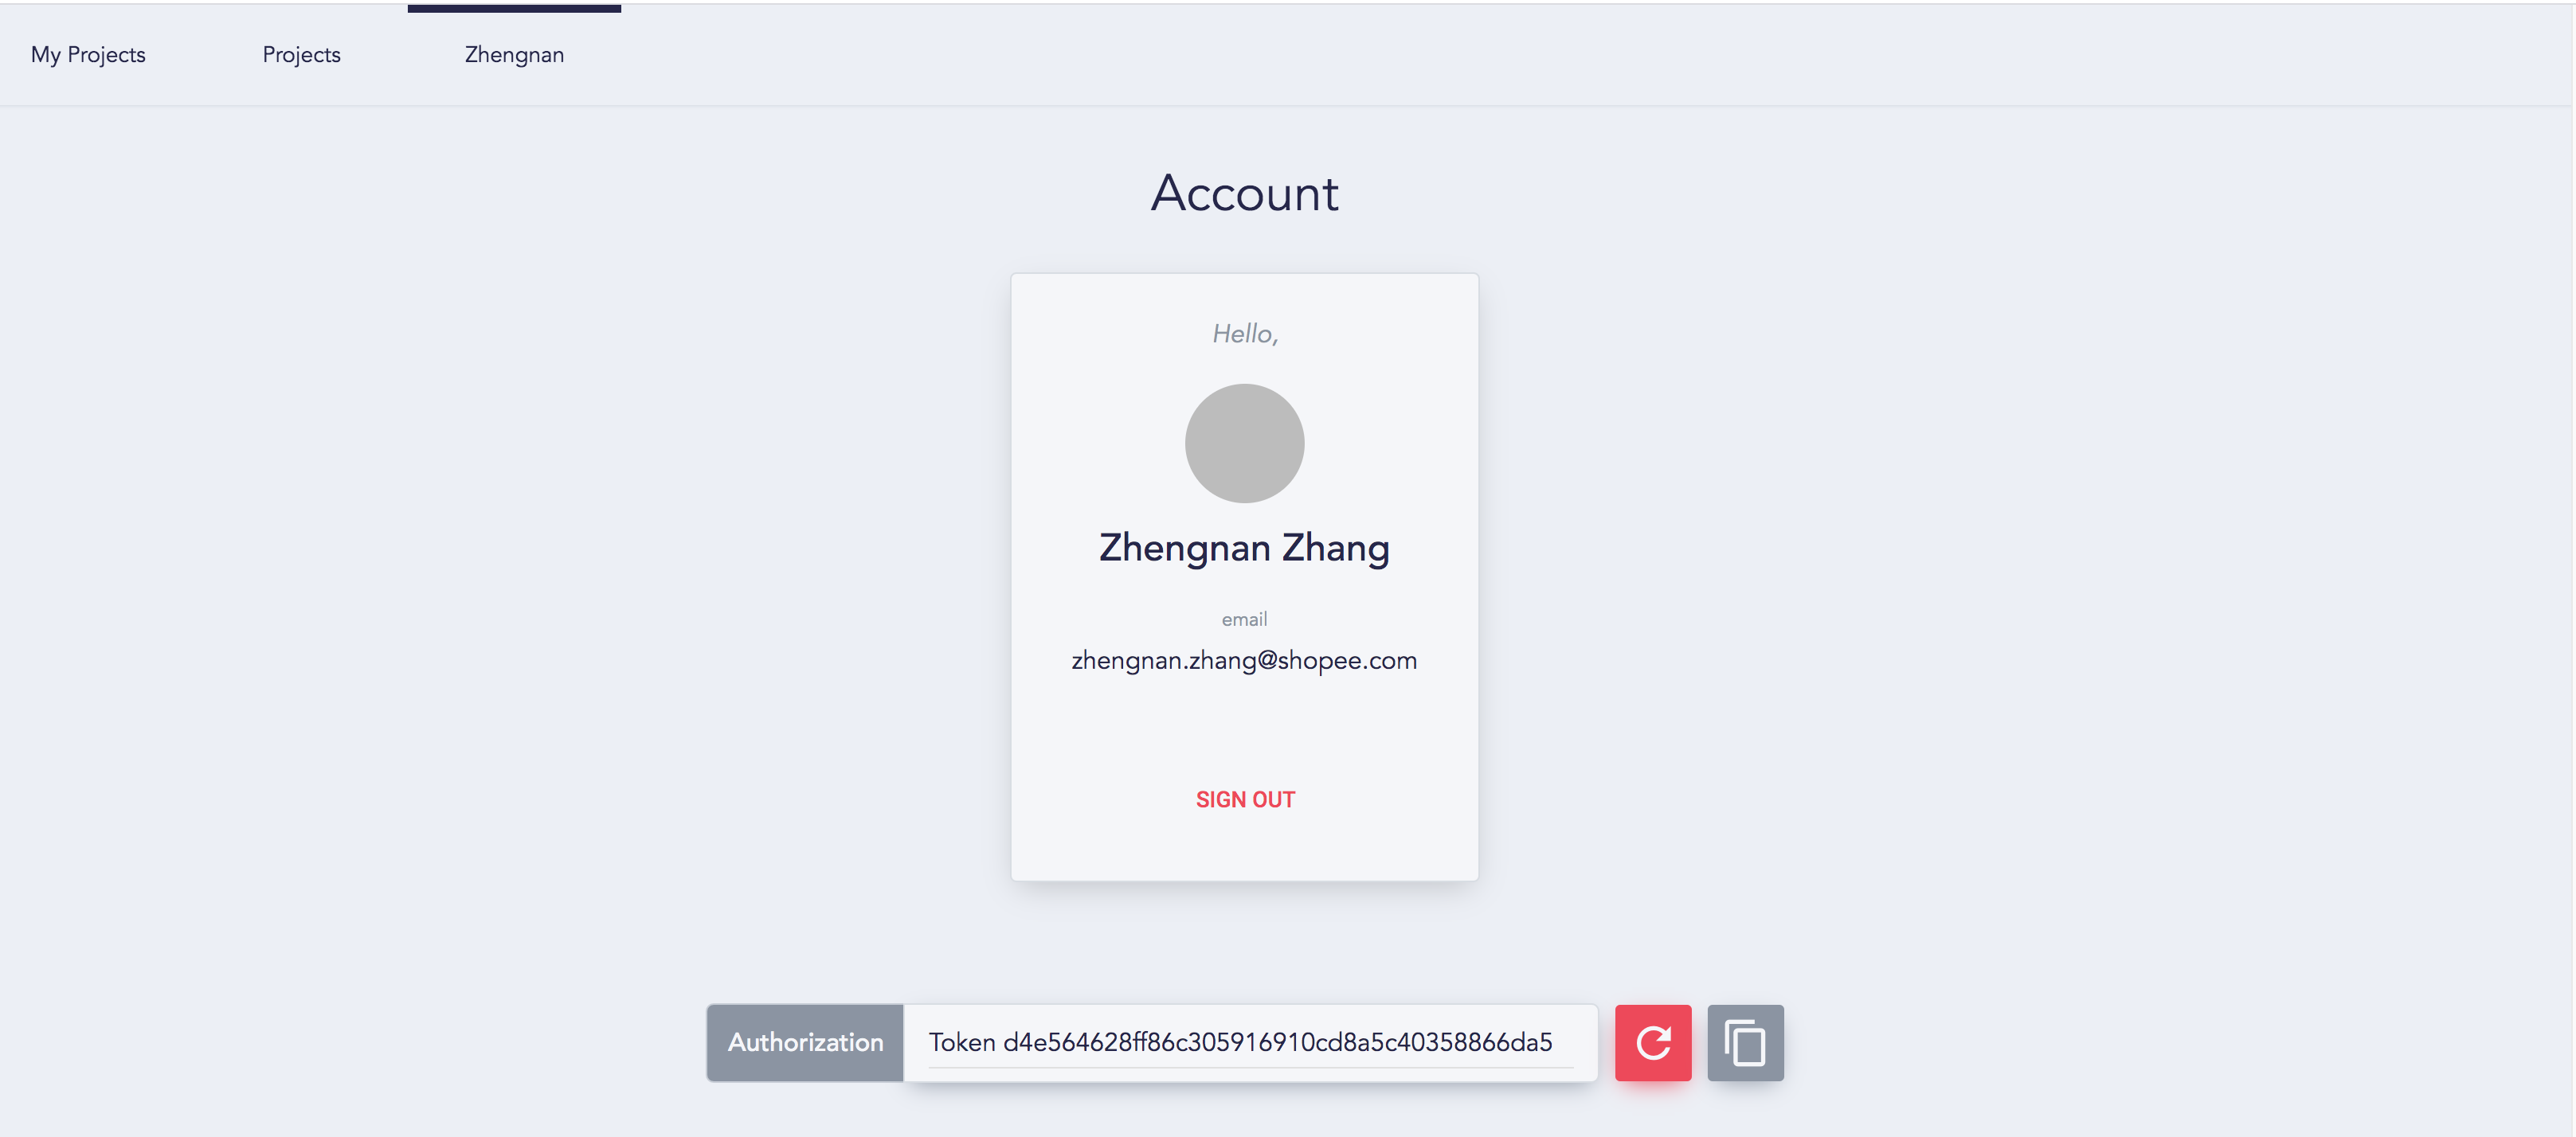 My Projects Projects Zhengnan
Account
Hello,
Zhengnan Zhang
email
zhengnan.zhang@shopee.com
SIGN OUT
Authorization Token d4e564628ff86c305916910cd8a5c40358866da5